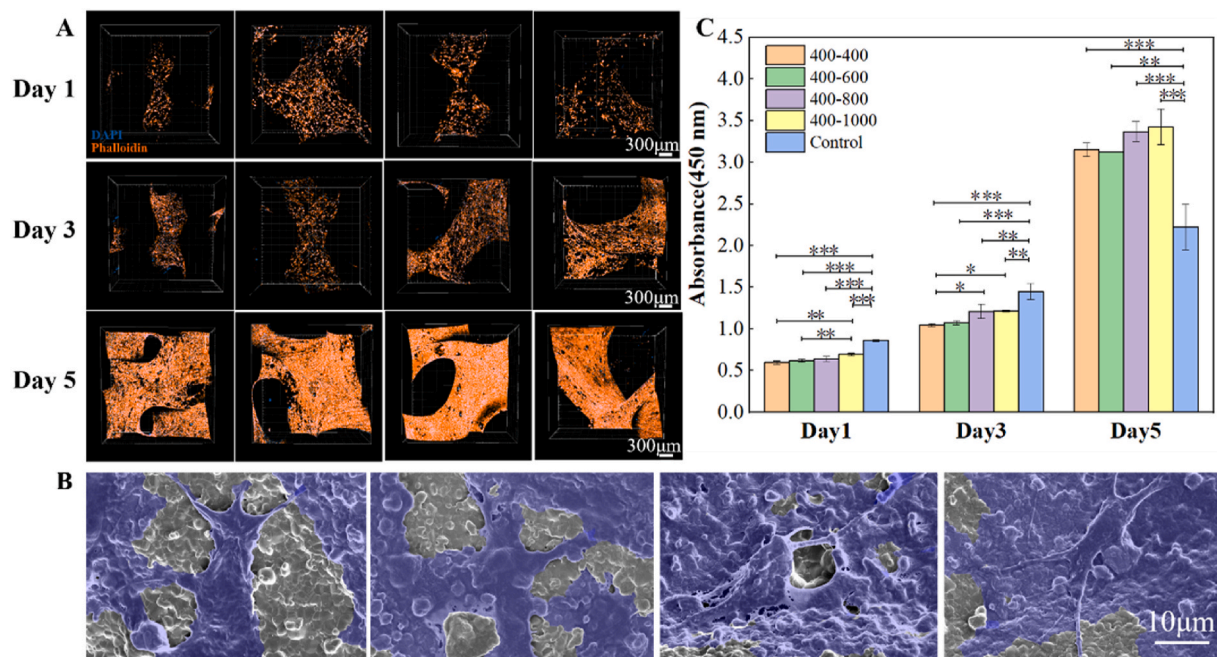 A
Day 1
DAPI
Phalloidin
300μm
Day 3
300μm
Day 5
300μm
C
Absorbance(450 nm)
4.5
4.0
3.5
3.0
2.5
2.0
1.5
1.0
0.5
0.0
400-400
400-600
400-800
400-1000
Control
***
**
***
***
***
***
**
**
*
*
***
***
***
***
**
**
Day1 Day3 Day5
B
10μm